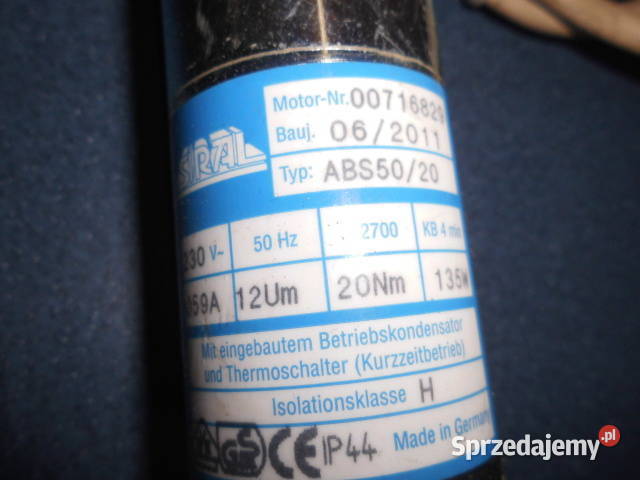 Motor-Nr. 00716829
Bauj. 06/2011
Typ: ABS50/20
230 V~ 50 Hz 2700 KB 4 min
12Um 20Nm 135W
Mit eingebautem Betriebskondensator
und Thermoschalter (Kurzzeitbetrieb)
Isolationsklasse H
GS CE IP44 Made in Germany
Sprzedajemy.pl